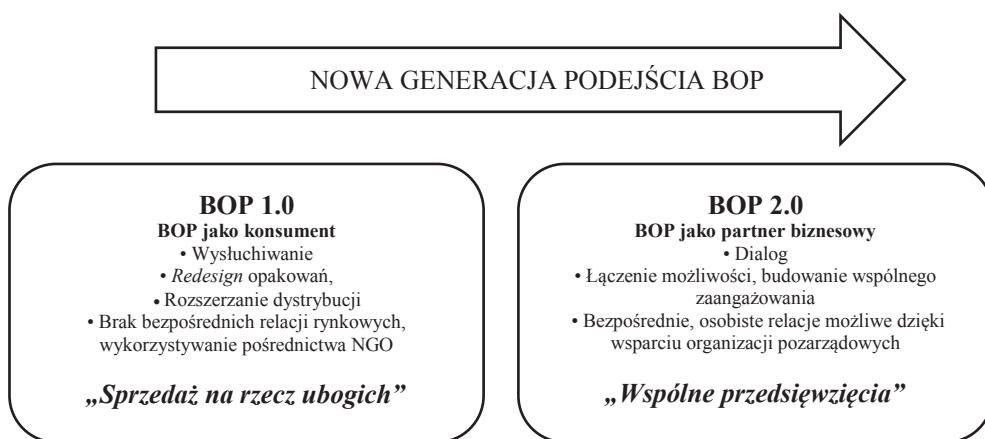 NOWA GENERACJA PODEJŚCIA BOP
BOP 1.0
BOP jako konsument
• Wysłuchiwanie
• Redesign opakowań,
• Rozszerzanie dystrybucji
• Brak bezpośrednich relacji rynkowych,
wykorzystywanie pośrednictwa NGO
„Sprzedaż na rzecz ubogich”
BOP 2.0
BOP jako partner biznesowy
• Dialog
• Łączenie możliwości, budowanie wspólnego
zaangażowania
• Bezpośrednie, osobiste relacje możliwe dzięki
wsparciu organizacji pozarządowych
„Wspólne przedsięwzięcia”